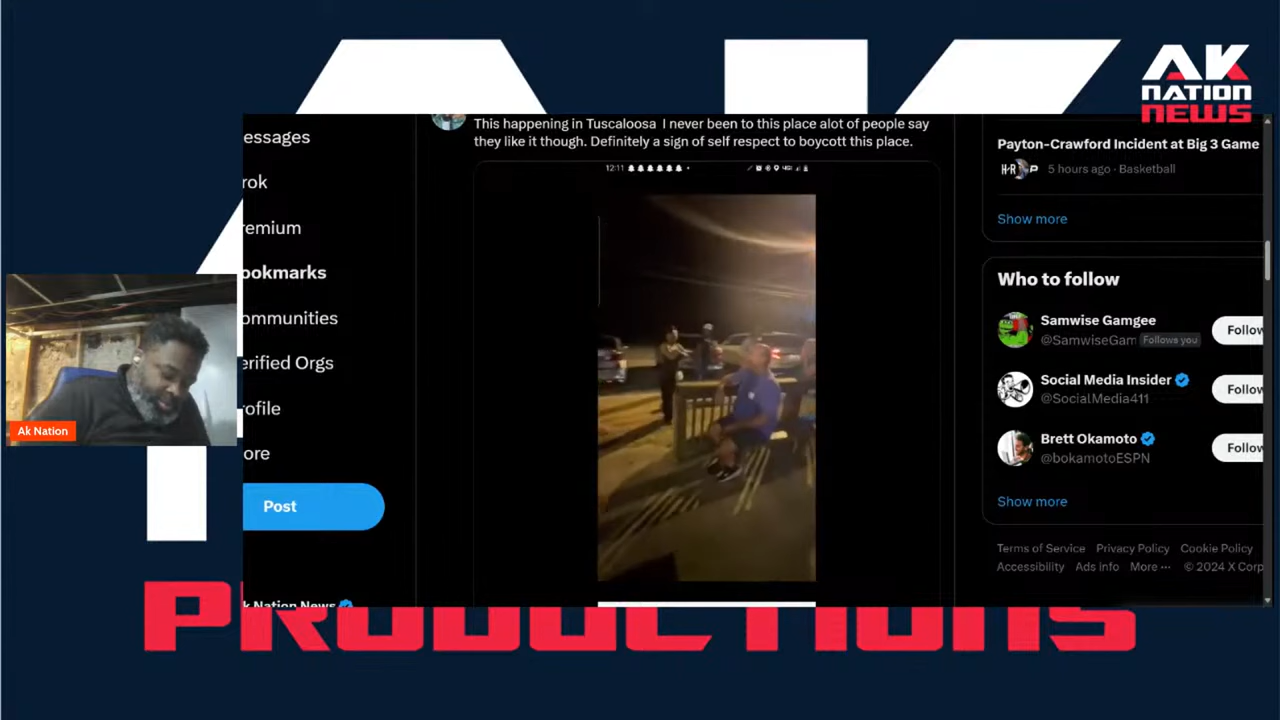 AK
NATION
NEWS
essages
rok
remium
ookmarks
ommunities
erified Orgs
rofile
ore
Post
k Nation News
This happening in Tuscaloosa I never been to this place alot of people say
they like it though. Definitely a sign of self respect to boycott this place.
12:11
Payton-Crawford Incident at Big 3 Game
5 hours ago · Basketball
Show more
Who to follow
Samwise Gamgee
@SamwiseGam Follows you
Follow
Social Media Insider
@SocialMedia411
Follow
Brett Okamoto
@bokamotoESPN
Follow
Show more
Terms of Service Privacy Policy Cookie Policy
Accessibility Ads info More ··· © 2024 X Corp
Ak Nation
PRODUCTIONS